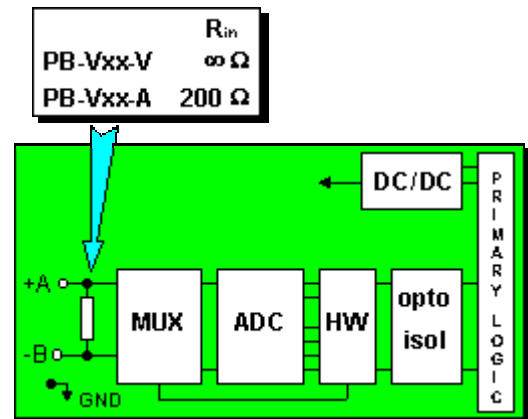 Rin
PB-Vxx-V ∞ Ω
PB-Vxx-A 200 Ω
DC/DC
PRIMARY LOGIC
+A
MUX
ADC
HW
opto
isol
-B
GND